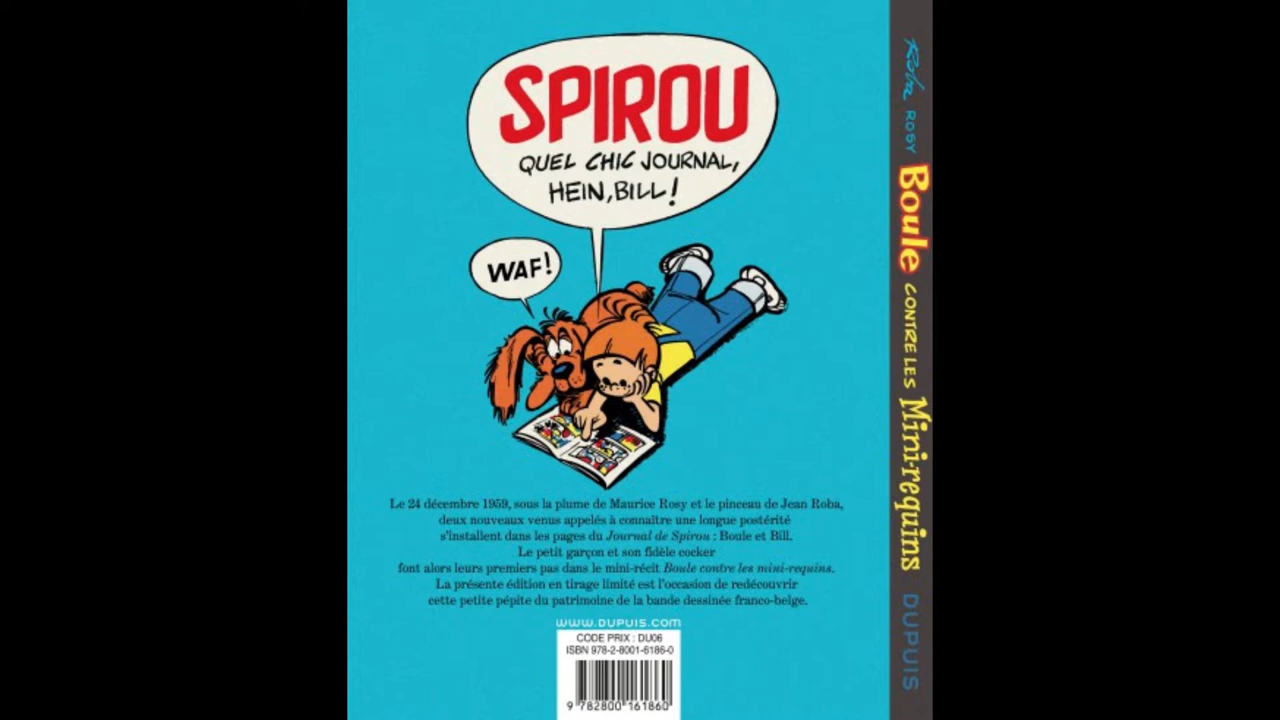 SPIROU
QUEL CHIC JOURNAL,
HEIN, BILL !
WAF !
Le 24 décembre 1959, sous la plume de Maurice Rosy et le pinceau de Jean Roba,
deux nouveaux venus appelés à connaître une longue postérité
s'installent dans les pages du Journal de Spirou : Boule et Bill.
Le petit garçon et son fidèle cocker
font alors leurs premiers pas dans le mini-récit Boule contre les mini-requins.
La présente édition en tirage limité est l'occasion de redécouvrir
cette petite pépite du patrimoine de la bande dessinée franco-belge.
www.DUPUIS.com
CODE PRIX : DU06
ISBN 978-2-8001-6186-0
9 782800 161860
Roba ROSY Boule CONTRE LES Mini-requins DUPUIS